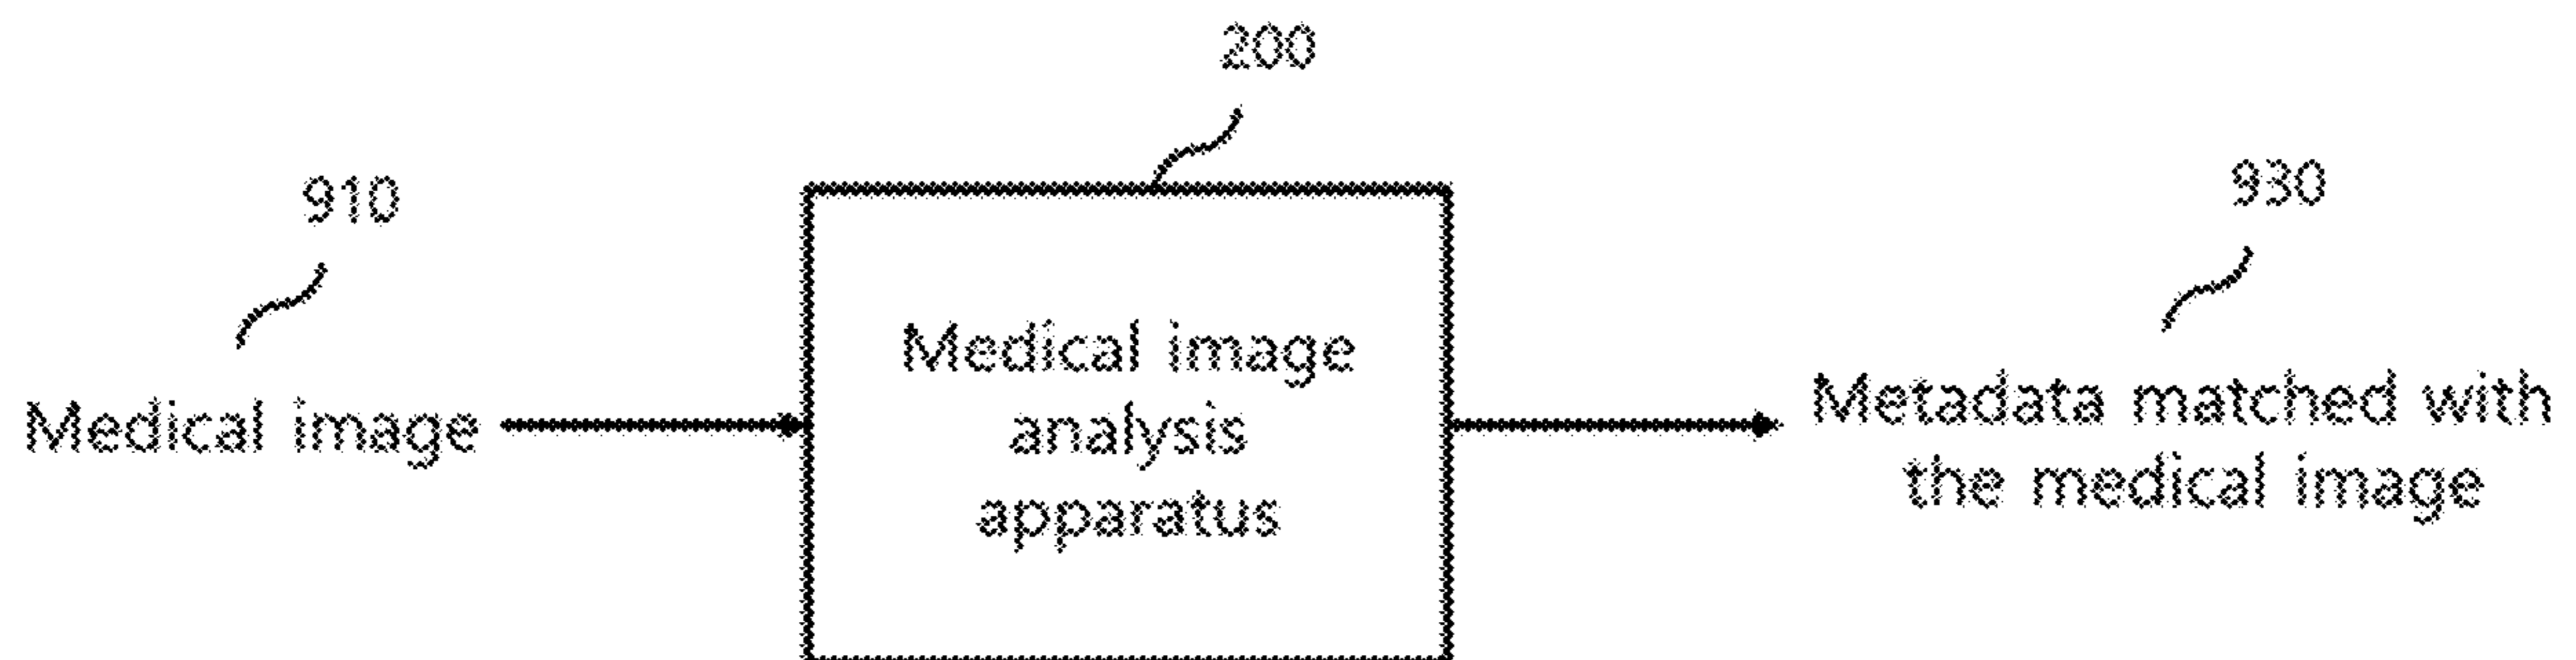 200
910
930
Medical image
Medical image
analysis
apparatus
Metadata matched with
the medical image